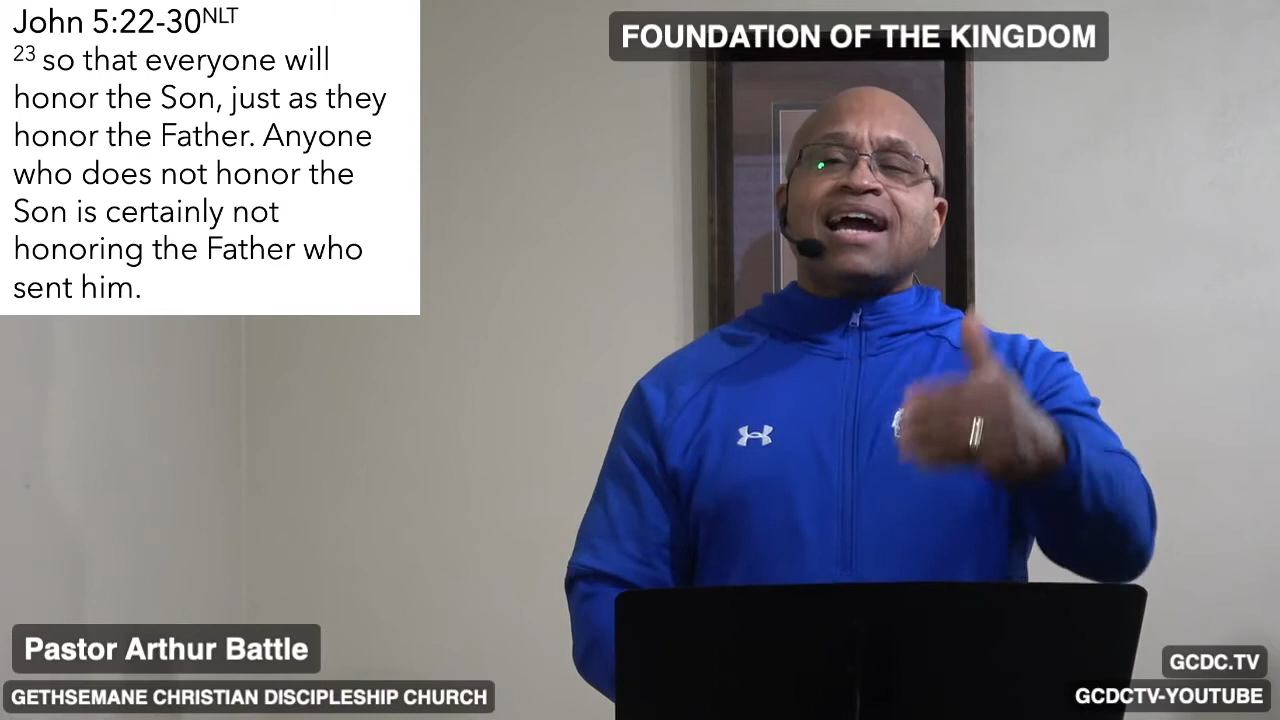 John 5:22-30NLT
23 so that everyone will
honor the Son, just as they
honor the Father. Anyone
who does not honor the
Son is certainly not
honoring the Father who
sent him.
FOUNDATION OF THE KINGDOM
Pastor Arthur Battle
GETHSEMANE CHRISTIAN DISCIPLESHIP CHURCH
GCDC.TV
GCDCTV-YOUTUBE